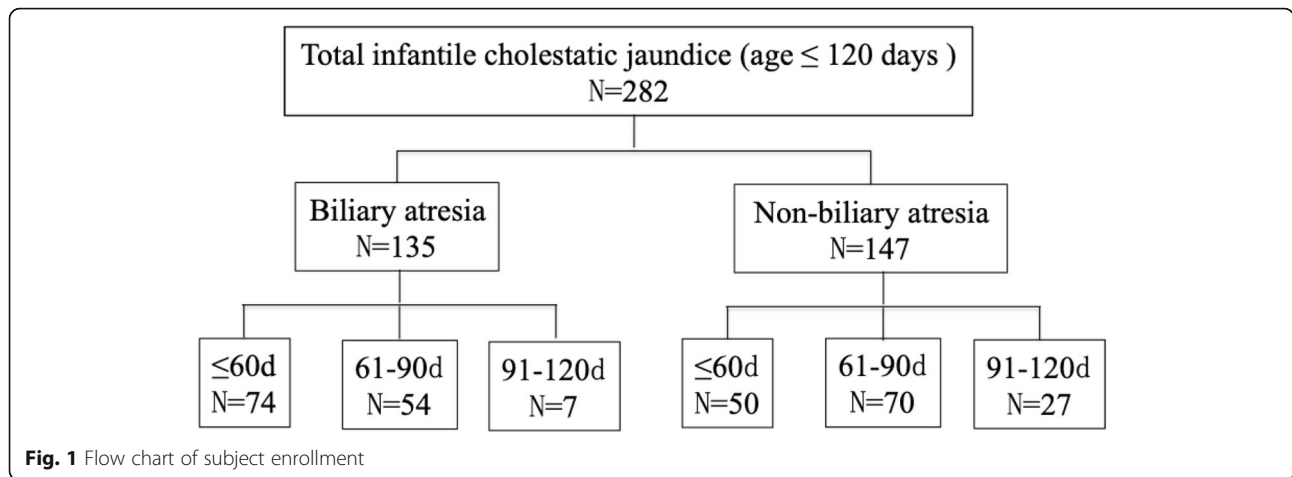 Total infantile cholestatic jaundice (age ≤ 120 days )
N=282
Biliary atresia
N=135
Non-biliary atresia
N=147
≤60d
N=74
61-90d
N=54
91-120d
N=7
≤60d
N=50
61-90d
N=70
91-120d
N=27
Fig. 1 Flow chart of subject enrollment